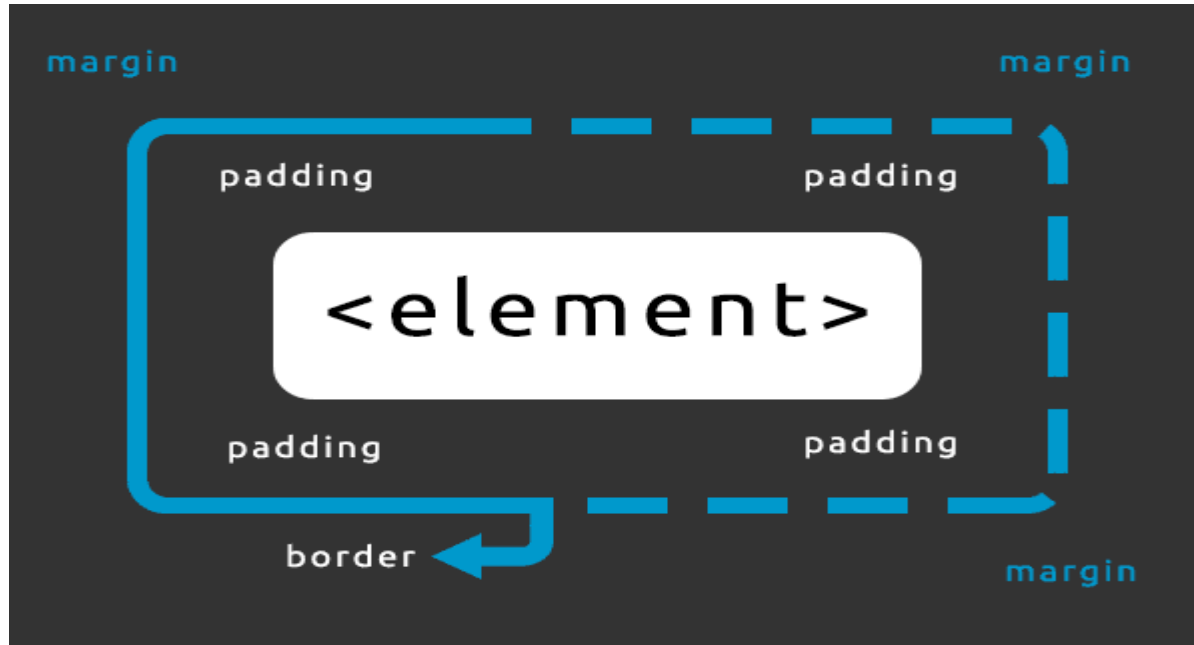 margin margin
padding padding
<element>
padding padding
border
margin